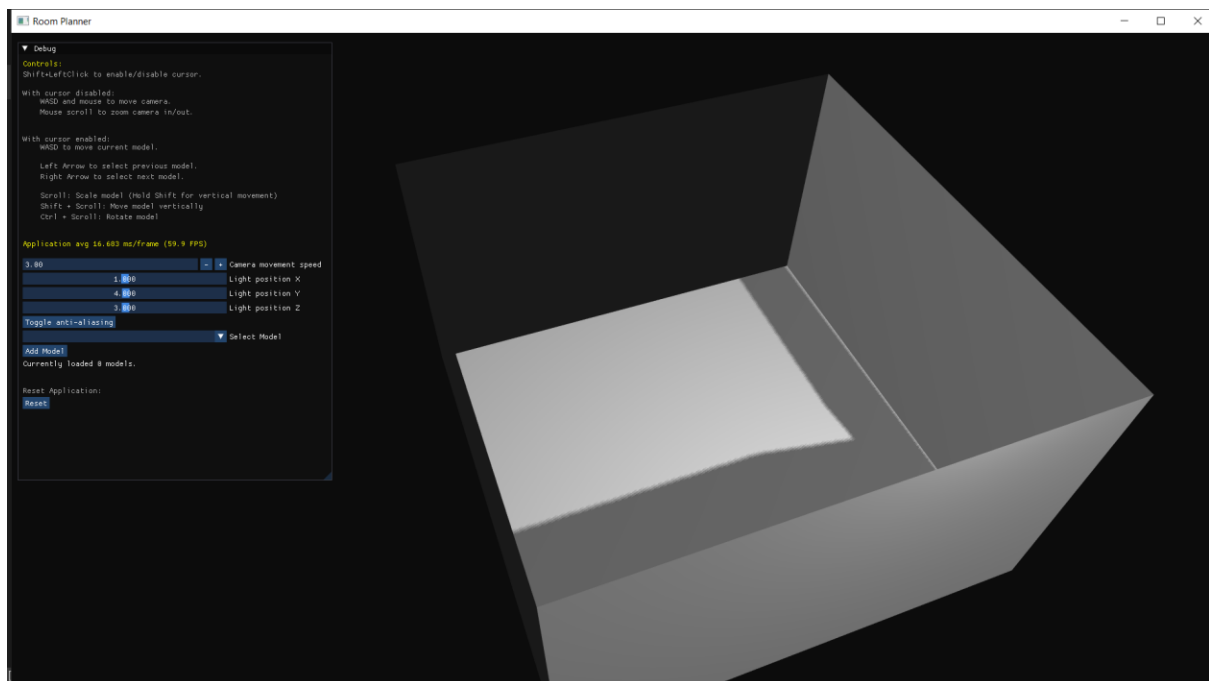 Room Planner
Debug
Controls:
Shift+LeftClick to enable/disable cursor.
With cursor disabled:
WASD and mouse to move camera.
Mouse scroll to zoom camera in/out.
With cursor enabled:
WASD to move current model.
Left Arrow to select previous model.
Right Arrow to select next model.
Scroll: Scale model (Hold Shift for vertical movement)
Shift + Scroll: Move model vertically
Ctrl + Scroll: Rotate model
Application avg 16.683 ms/frame (59.9 FPS)
3.00 - + Camera movement speed
1.000 Light position X
4.000 Light position Y
3.000 Light position Z
Toggle anti-aliasing
Select Model
Add Model
Currently loaded 0 models.
Reset Application:
Reset